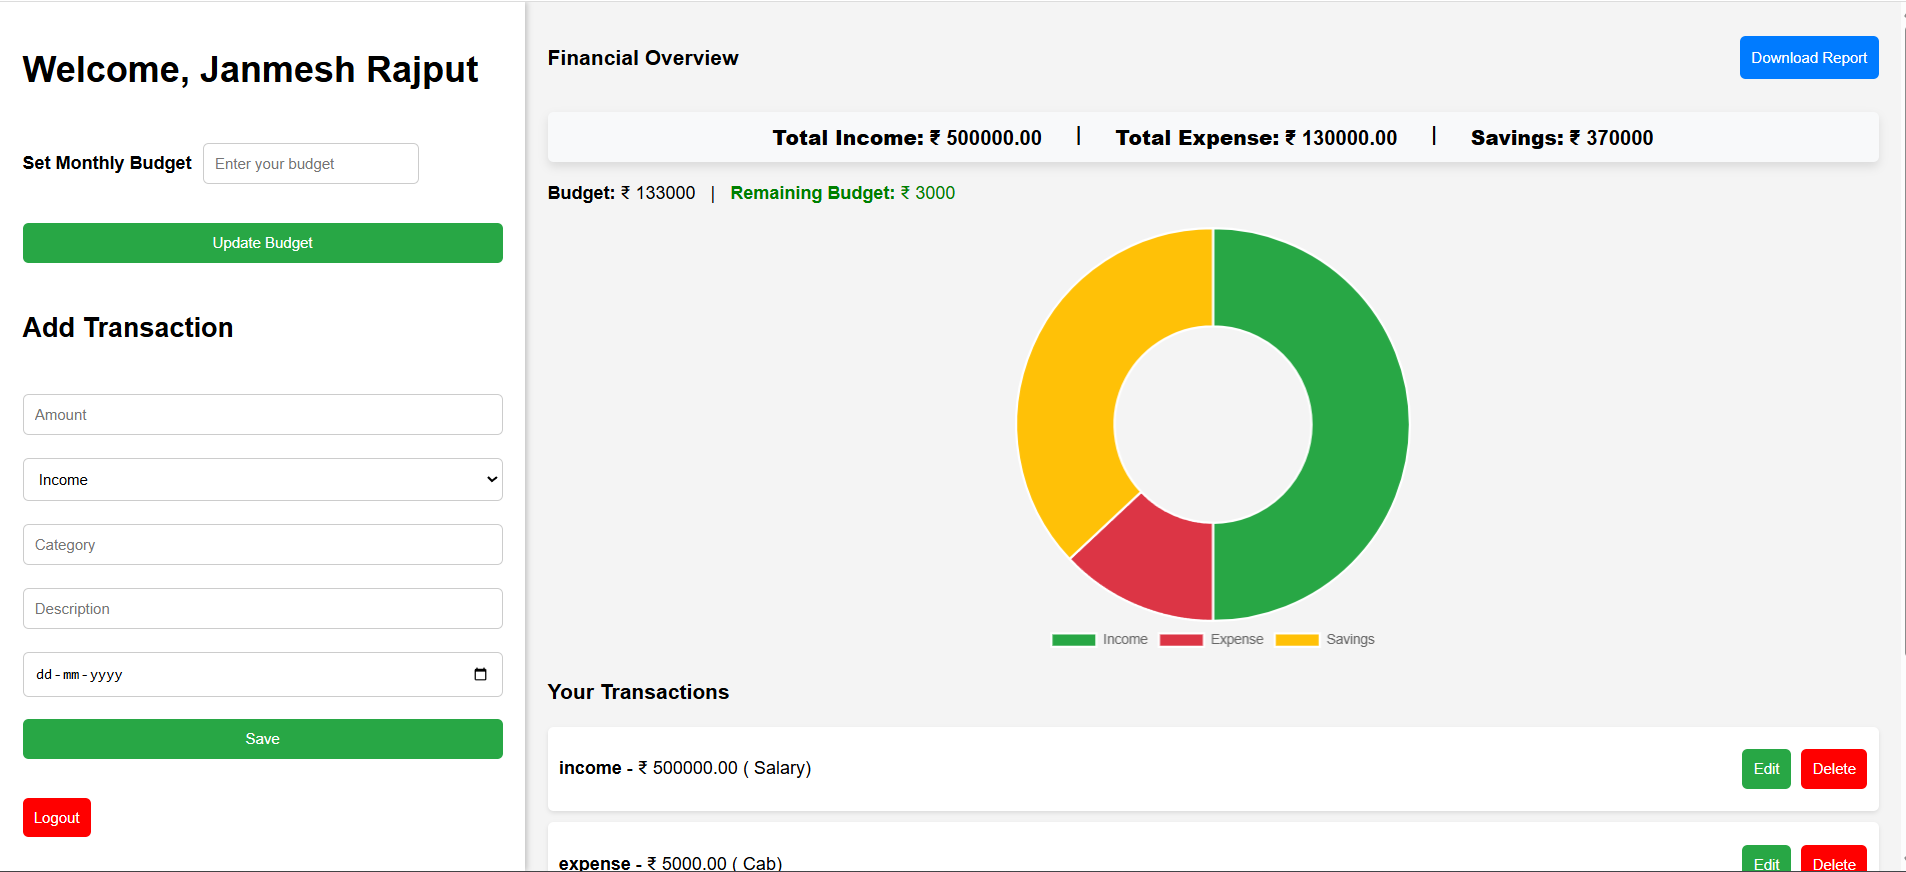 Welcome, Janmesh Rajput
Set Monthly Budget
Enter your budget
Update Budget
Add Transaction
Amount
Income
Category
Description
dd-mm-yyyy
Save
Logout
Financial Overview
Download Report
Total Income: ₹ 500000.00 | Total Expense: ₹ 130000.00 | Savings: ₹ 370000
Budget: ₹ 133000 | Remaining Budget: ₹ 3000
Income Expense Savings
Your Transactions
income - ₹ 500000.00 ( Salary)
Edit Delete
expense - ₹ 5000.00 ( Cab)
Edit Delete